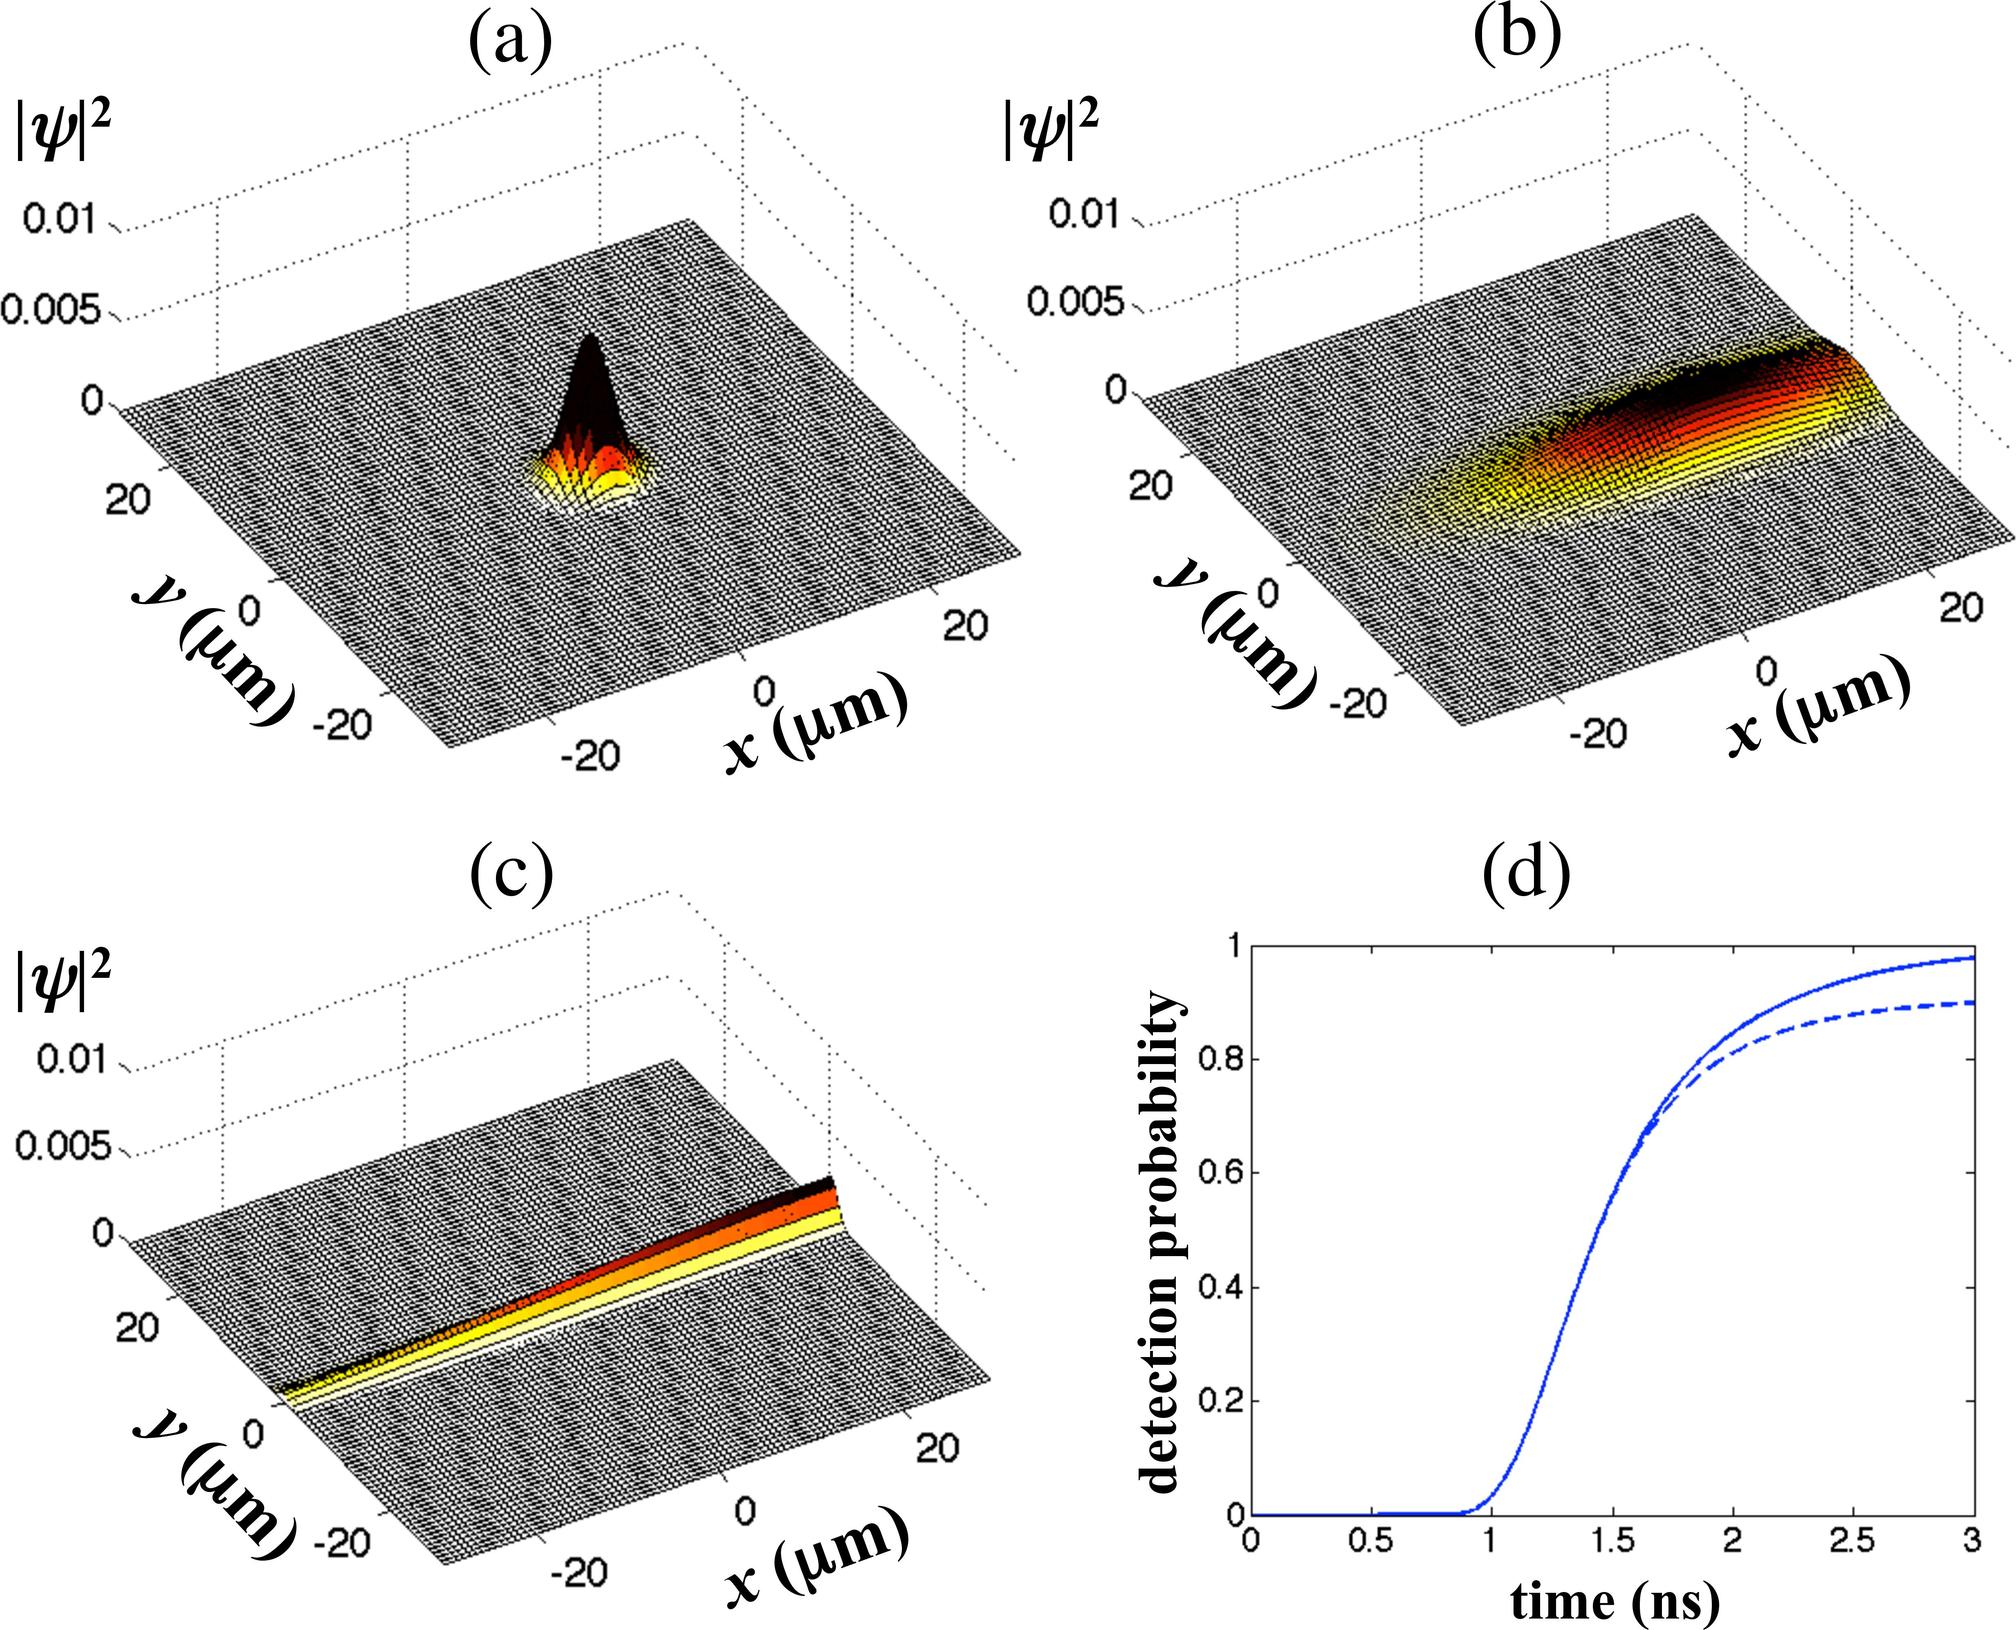 (a)
|ψ|²
0.01
0.005
0
20
0
-20
y (μm)
-20
0
20
x (μm)
(b)
|ψ|²
0.01
0.005
0
20
0
-20
y (μm)
-20
0
20
x (μm)
(c)
|ψ|²
0.01
0.005
0
20
0
-20
y (μm)
-20
0
20
x (μm)
(d)
detection probability
1
0.8
0.6
0.4
0.2
0
0 0.5 1 1.5 2 2.5 3
time (ns)